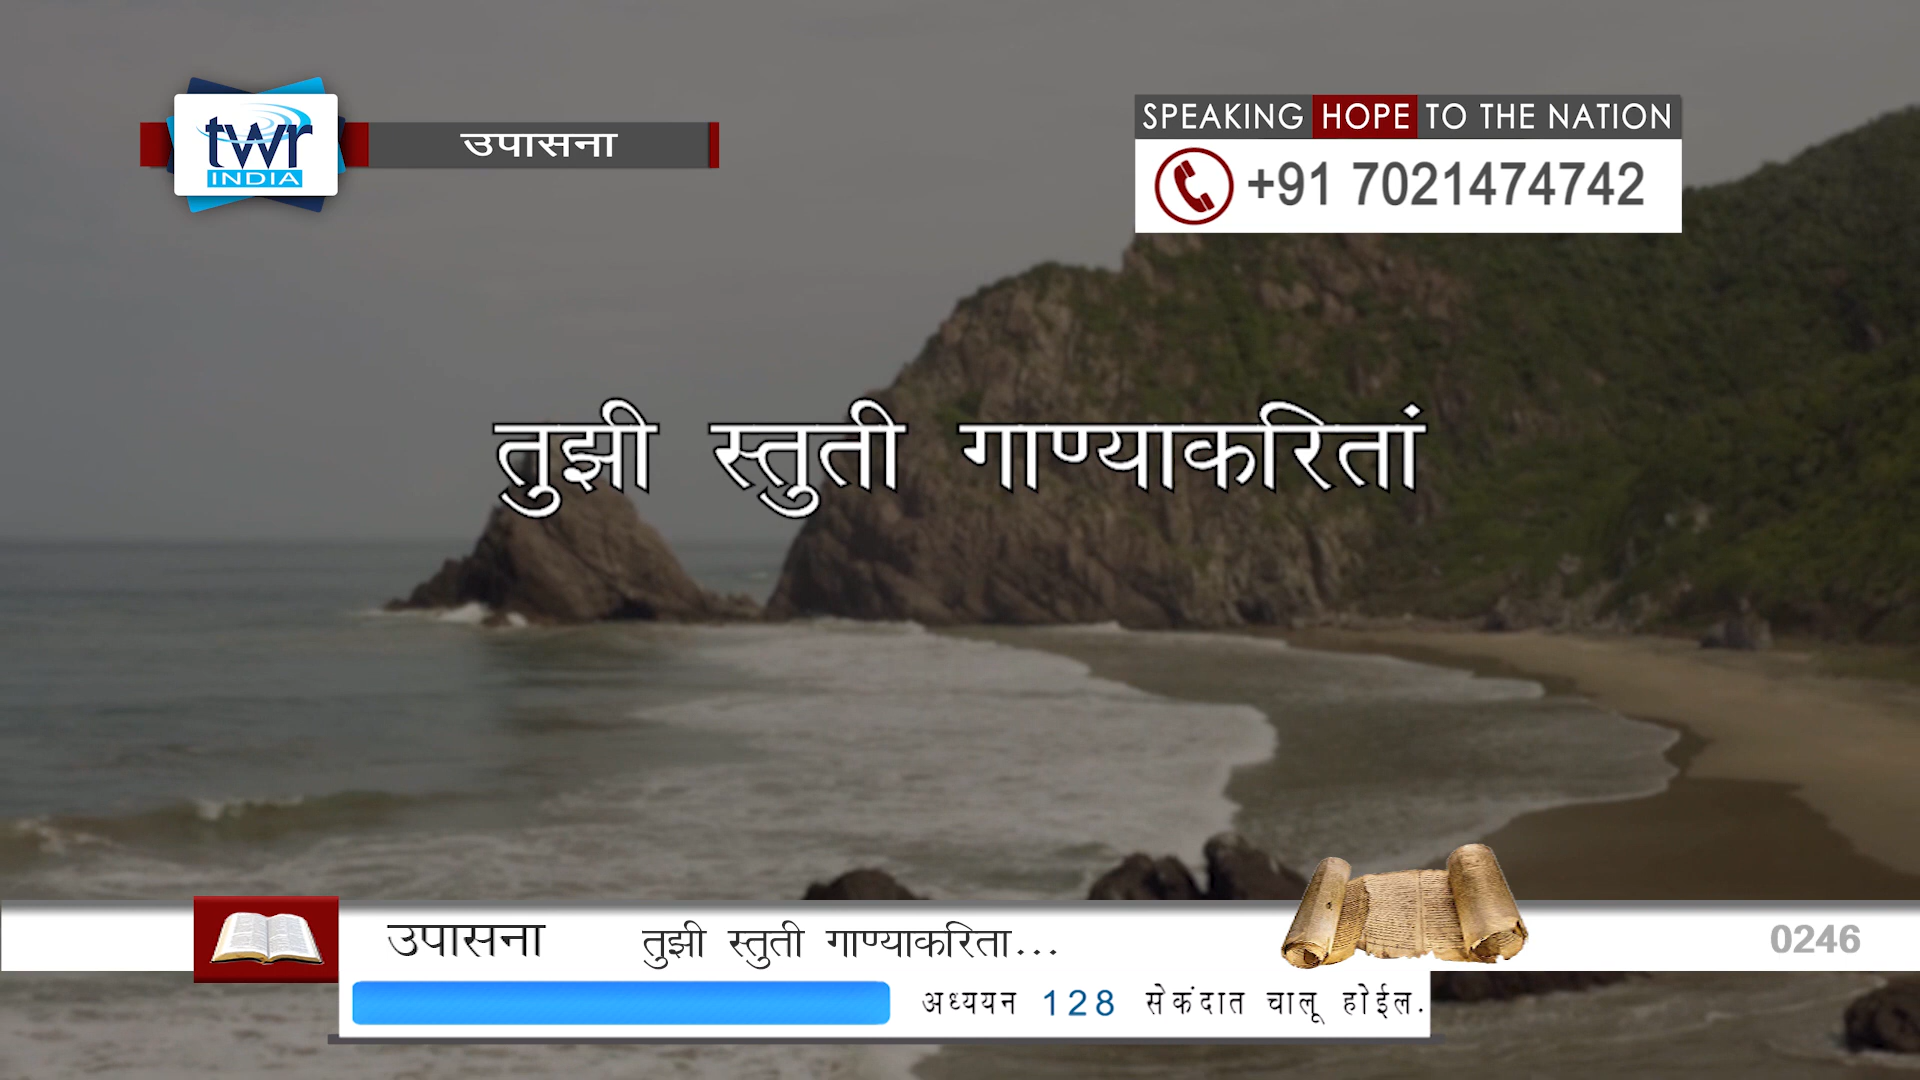 twr
INDIA
उपासना
SPEAKING HOPE TO THE NATION
+91 7021474742
तुझी स्तुती गाण्याकरितां
उपासना तुझी स्तुती गाण्याकरिता...
0246
अध्ययन 128 सेकंदात चालू होईल.